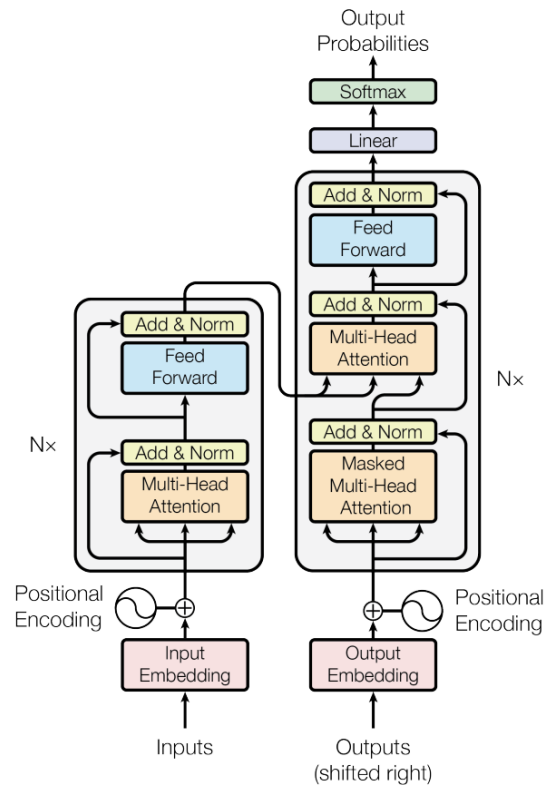 Output
Probabilities
Softmax
Linear
Add & Norm
Feed
Forward
Add & Norm
Multi-Head
Attention
N×
Add & Norm
Masked
Multi-Head
Attention
Add & Norm
Feed
Forward
N×
Add & Norm
Multi-Head
Attention
Positional
Encoding
Positional
Encoding
Input
Embedding
Output
Embedding
Inputs
Outputs
(shifted right)